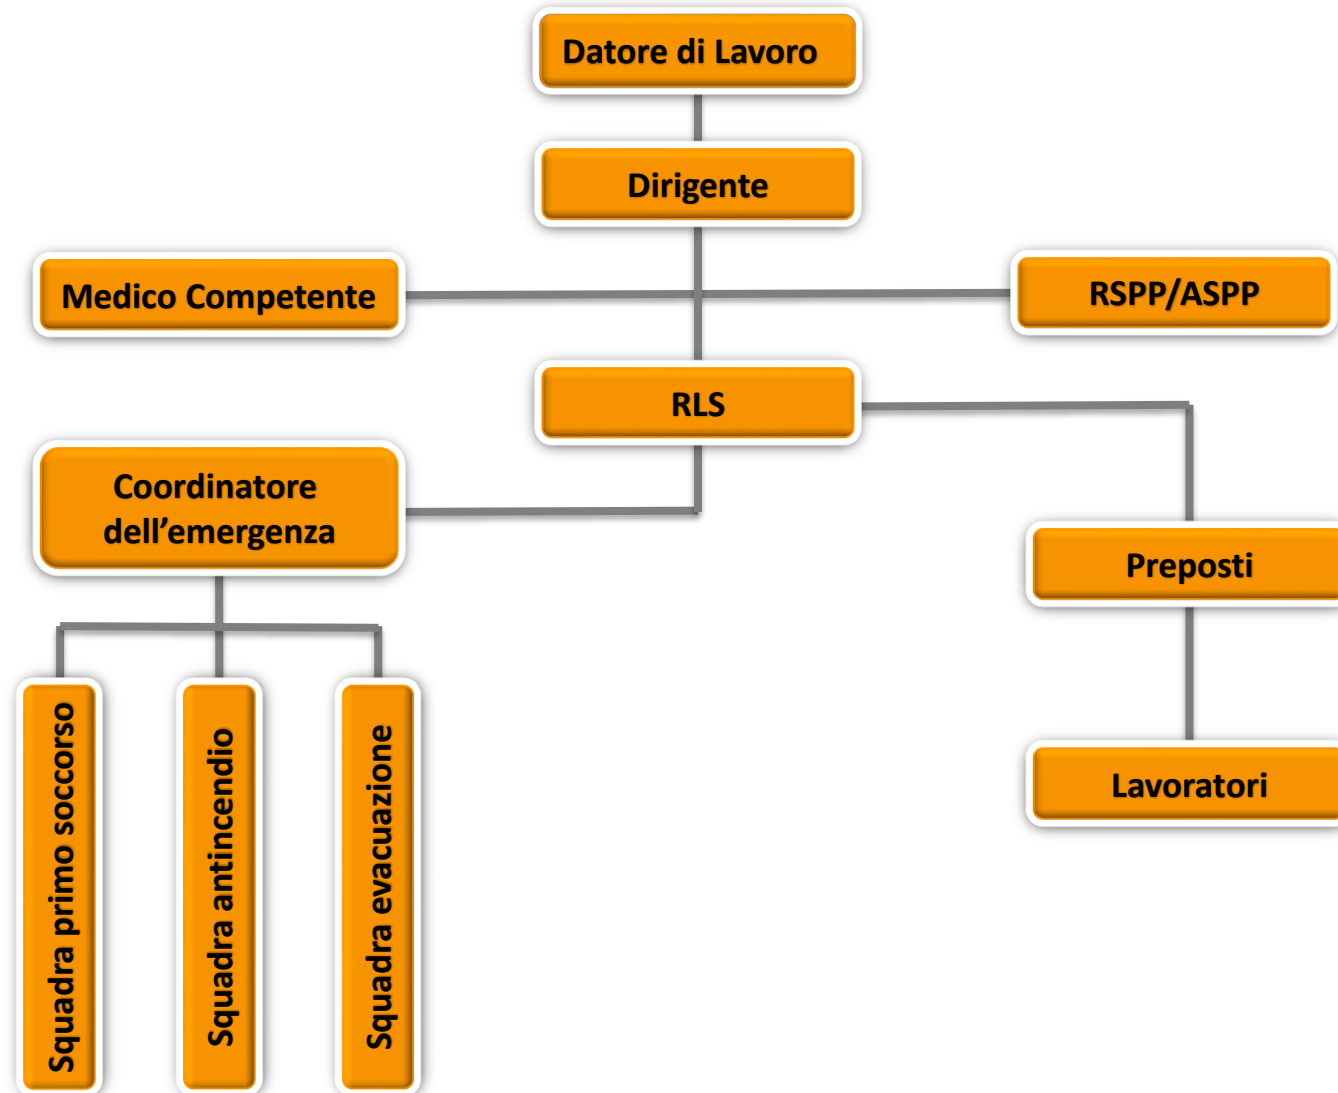 Datore di Lavoro
Dirigente
Medico Competente
RSPP/ASPP
RLS
Coordinatore
dell’emergenza
Preposti
Lavoratori
Squadra primo soccorso
Squadra antincendio
Squadra evacuazione